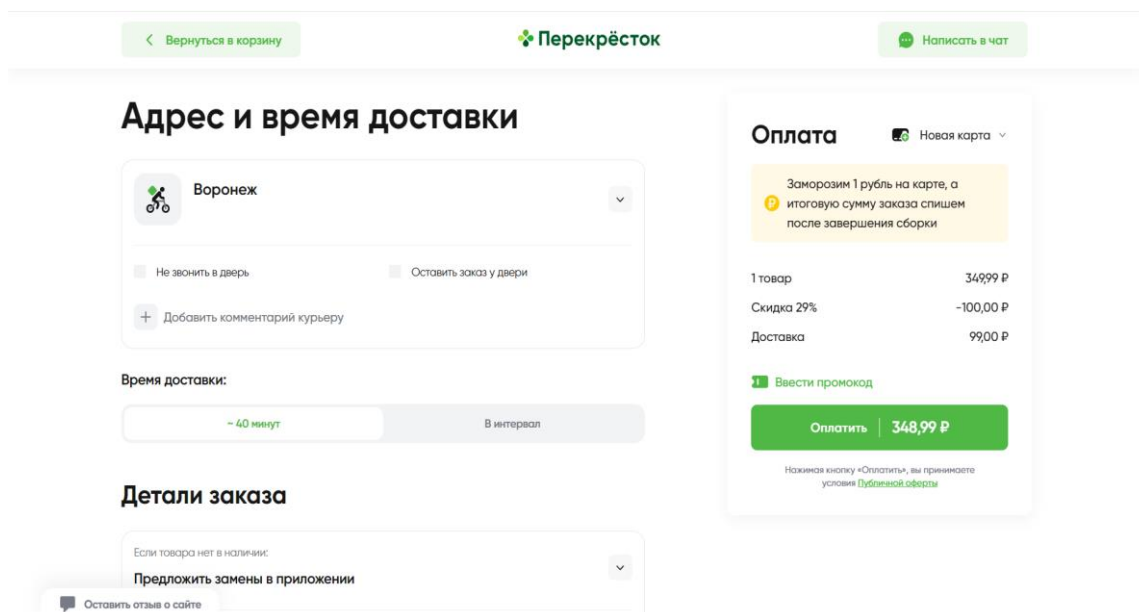 Вернуться в корзину
Перекрёсток
Написать в чат
Адрес и время доставки
Воронеж
Не звонить в дверь
Оставить заказ у двери
Добавить комментарий курьеру
Время доставки:
~ 40 минут
В интервал
Детали заказа
Если товара нет в наличии:
Предложить замены в приложении
Оставить отзыв о сайте
Оплата
Новая карта
Заморозим 1 рубль на карте, а
итоговую сумму заказа спишем
после завершения сборки
1 товар 349,99 ₽
Скидка 29% -100,00 ₽
Доставка 99,00 ₽
Ввести промокод
Оплатить 348,99 ₽
Нажимая кнопку «Оплатить», вы принимаете
условия Публичной оферты